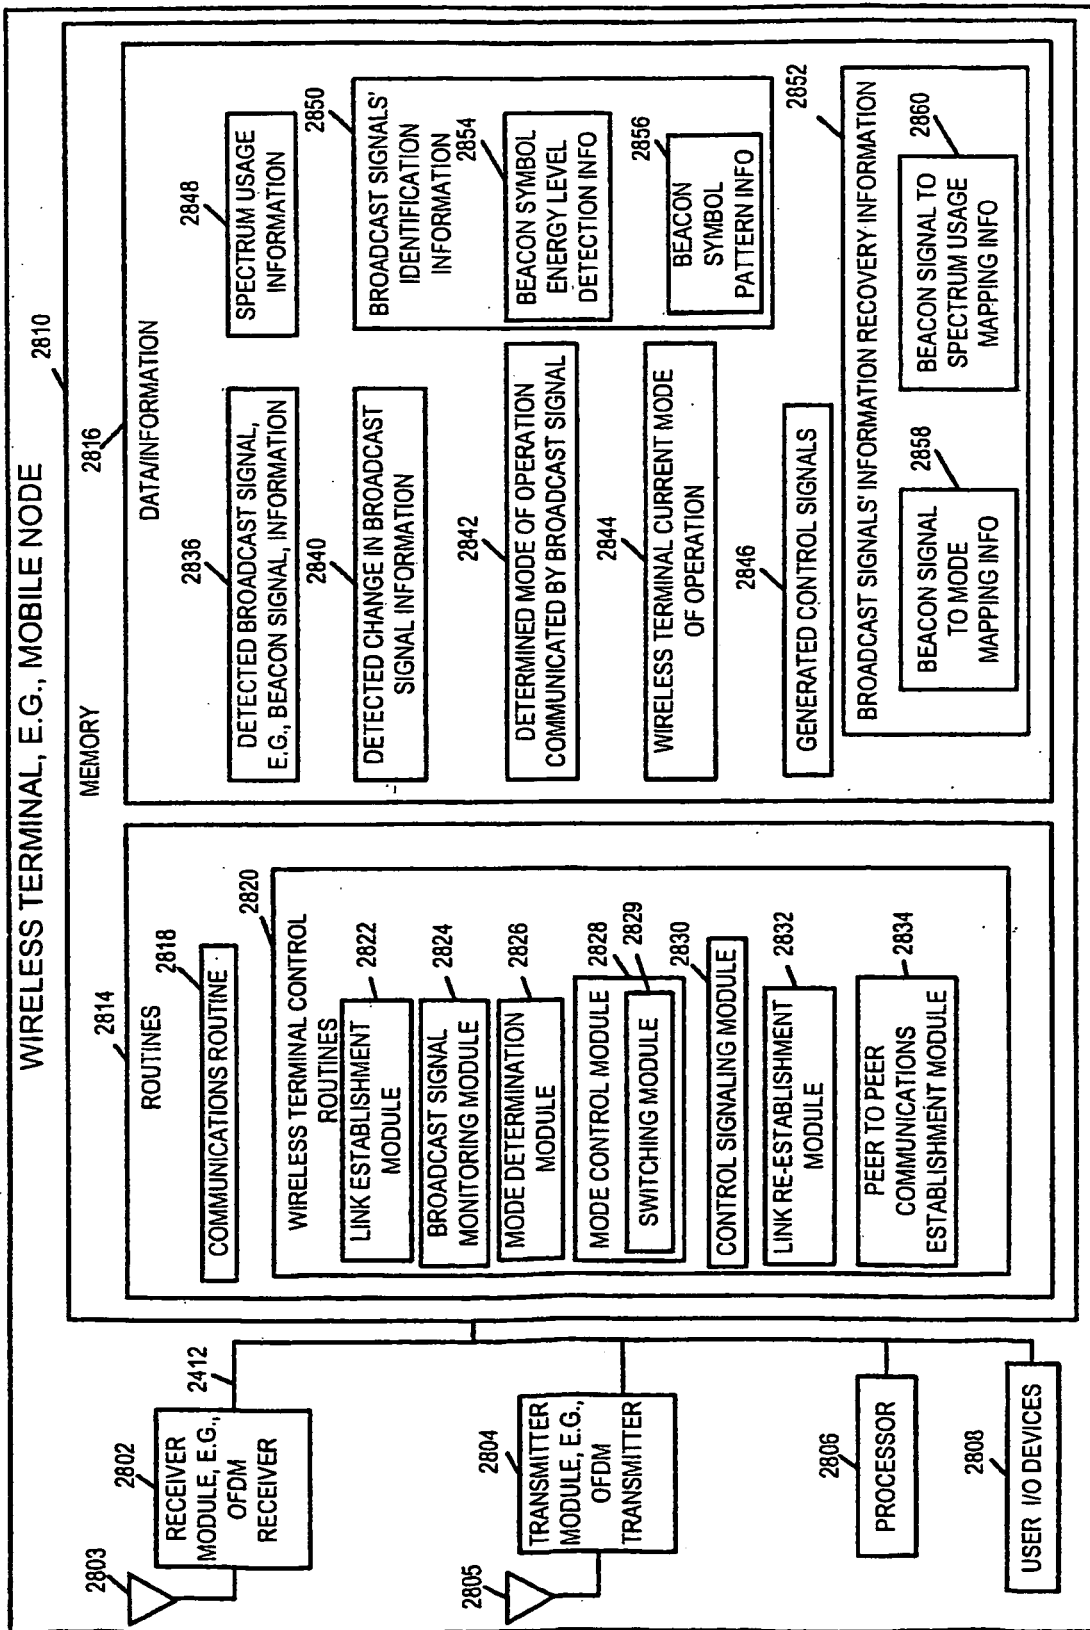 WIRELESS TERMINAL, E.G., MOBILE NODE
2810
2803
2802
RECEIVER
MODULE, E.G.,
OFDM
RECEIVER
2412
2805
2804
TRANSMITTER
MODULE, E.G.,
OFDM
TRANSMITTER
2806
PROCESSOR
2808
USER I/O DEVICES
MEMORY
2814
ROUTINES
2818
COMMUNICATIONS ROUTINE
2820
WIRELESS TERMINAL CONTROL
ROUTINES
2822
LINK ESTABLISHMENT
MODULE
2824
BROADCAST SIGNAL
MONITORING MODULE
2826
MODE DETERMINATION
MODULE
2828
MODE CONTROL MODULE
2829
SWITCHING MODULE
2830
CONTROL SIGNALING MODULE
2832
LINK RE-ESTABLISHMENT
MODULE
2834
PEER TO PEER
COMMUNICATIONS
ESTABLISHMENT MODULE
2816
DATA/INFORMATION
2836
DETECTED BROADCAST SIGNAL,
E.G., BEACON SIGNAL, INFORMATION
2840
DETECTED CHANGE IN BROADCAST
SIGNAL INFORMATION
2842
DETERMINED MODE OF OPERATION
COMMUNICATED BY BROADCAST SIGNAL
2844
WIRELESS TERMINAL CURRENT MODE
OF OPERATION
2846
GENERATED CONTROL SIGNALS
2848
SPECTRUM USAGE
INFORMATION
2850
BROADCAST SIGNALS'
IDENTIFICATION
INFORMATION
2854
BEACON SYMBOL
ENERGY LEVEL
DETECTION INFO
2856
BEACON
SYMBOL
PATTERN INFO
2852
BROADCAST SIGNALS' INFORMATION RECOVERY INFORMATION
2858
BEACON SIGNAL
TO MODE
MAPPING INFO
2860
BEACON SIGNAL TO
SPECTRUM USAGE
MAPPING INFO